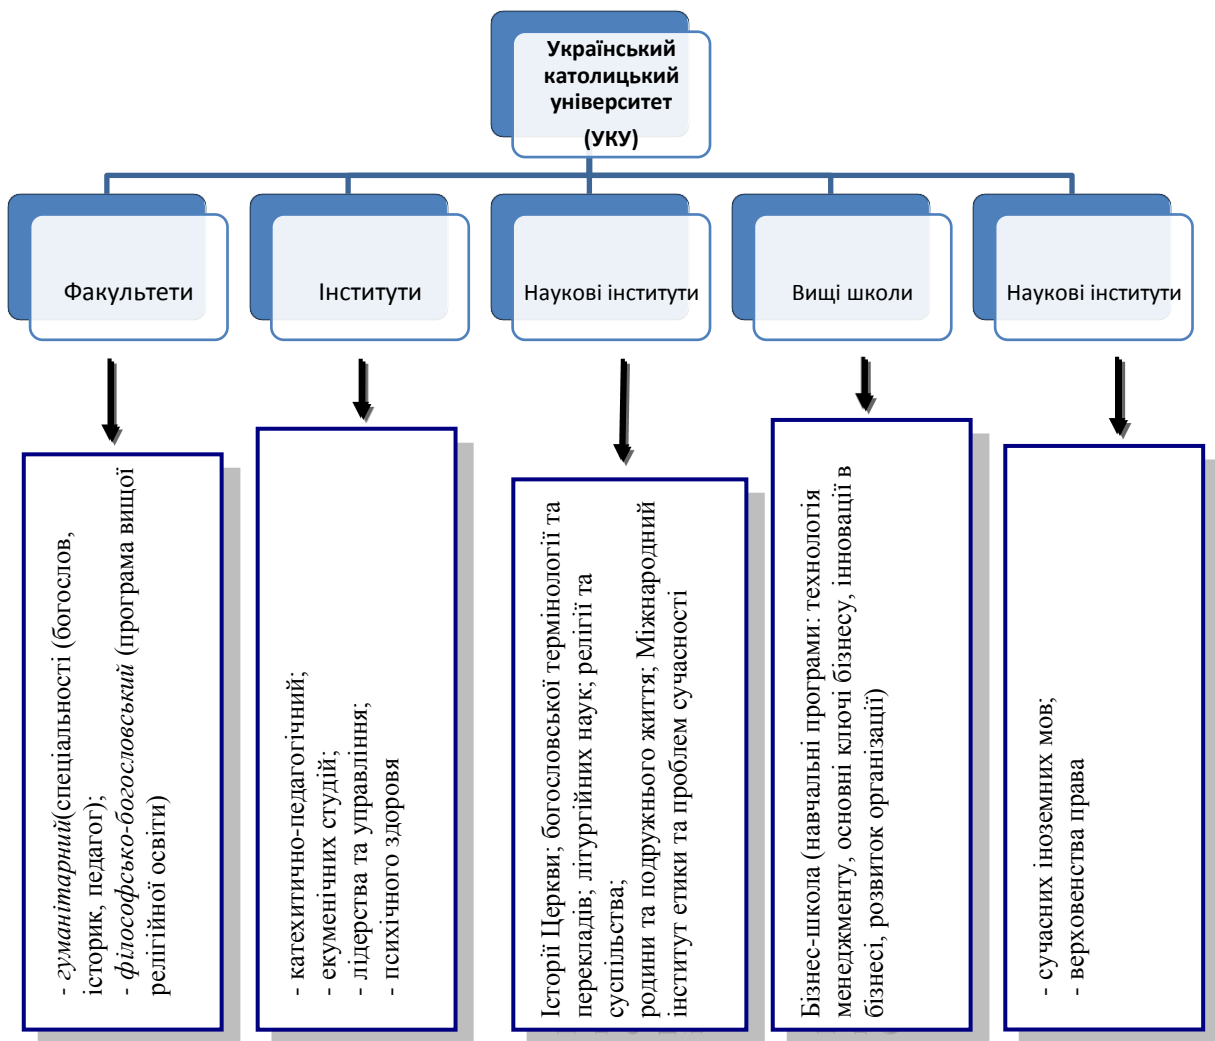 Український
католицький
університет
(УКУ)
Факультети
Інститути
Наукові інститути
Вищі школи
Наукові інститути
- гуманітарний(спеціальності (богослов,
історик, педагог);
- філософсько-богословський (програма вищої
релігійної освіти)
- катехитично-педагогічний;
- екуменічних студій;
- лідерства та управління;
- психічного здоровя
Історії Церкви; богословської термінології та
перекладів; літургійних наук; релігії та
суспільства;
родини та подружнього життя; Міжнародний
інститут етики та проблем сучасності
Бізнес-школа (навчальні програми: технологія
менеджменту, основні ключі бізнесу, інновації в
бізнесі, розвиток організації)
- сучасних іноземних мов;
- верховенства права